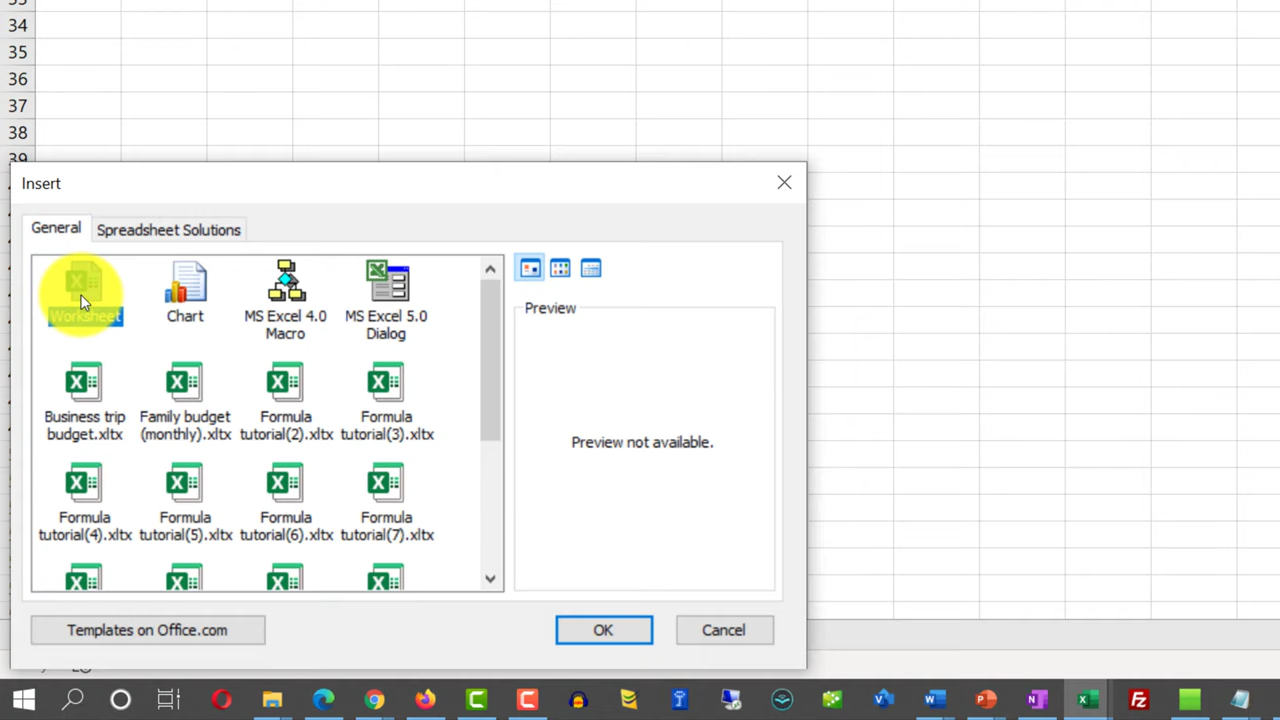 33
34
35
36
37
38
39
Insert
General
Spreadsheet Solutions
Worksheet
Chart
MS Excel 4.0
Macro
MS Excel 5.0
Dialog
Preview
Business trip
budget.xltx
Family budget
(monthly).xltx
Formula
tutorial(2).xltx
Formula
tutorial(3).xltx
Preview not available.
Formula
tutorial(4).xltx
Formula
tutorial(5).xltx
Formula
tutorial(6).xltx
Formula
tutorial(7).xltx
Templates on Office.com
OK
Cancel